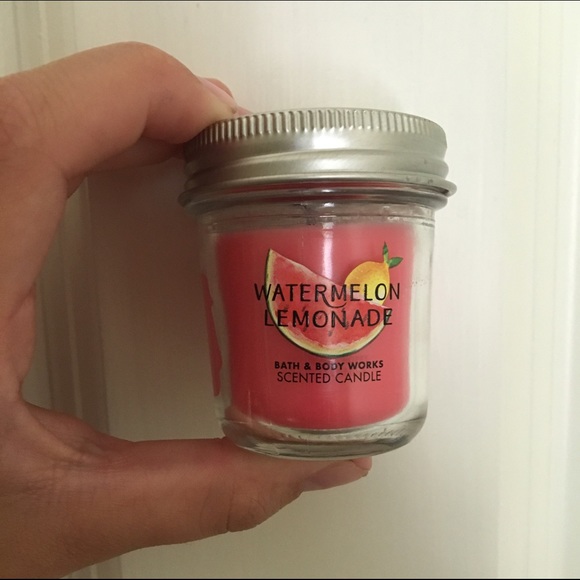 WATERMELON
LEMONADE
BATH & BODY WORKS
SCENTED CANDLE